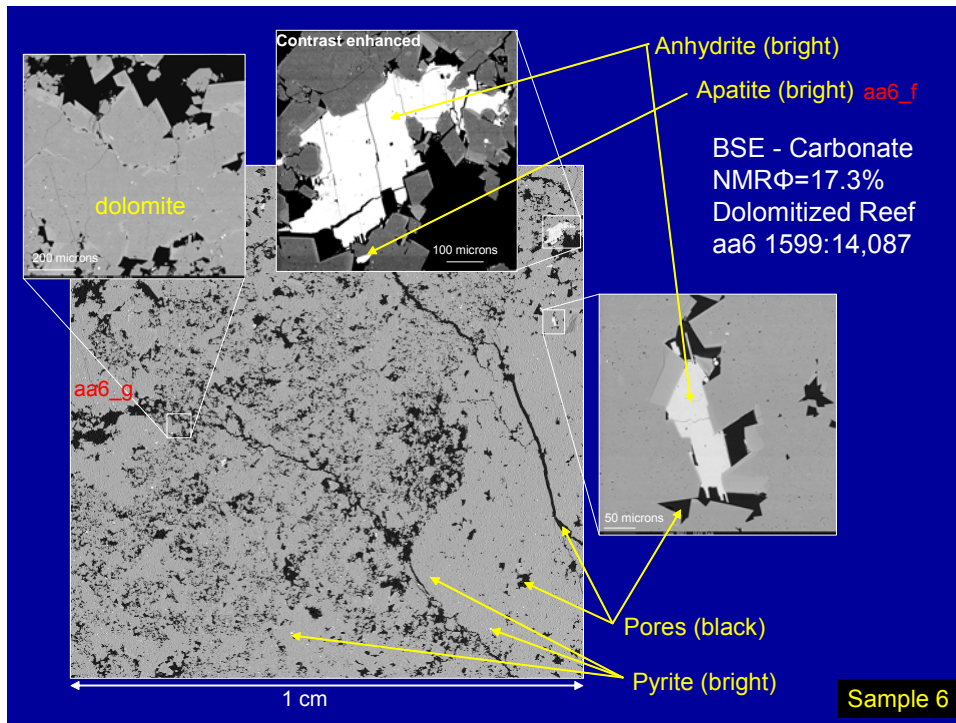 Contrast enhanced
Anhydrite (bright)
Apatite (bright) aa6_f
BSE - Carbonate
NMRΦ=17.3%
Dolomitized Reef
aa6 1599:14,087
dolomite
200 microns
100 microns
aa6_g
50 microns
Pores (black)
Pyrite (bright)
1 cm
Sample 6